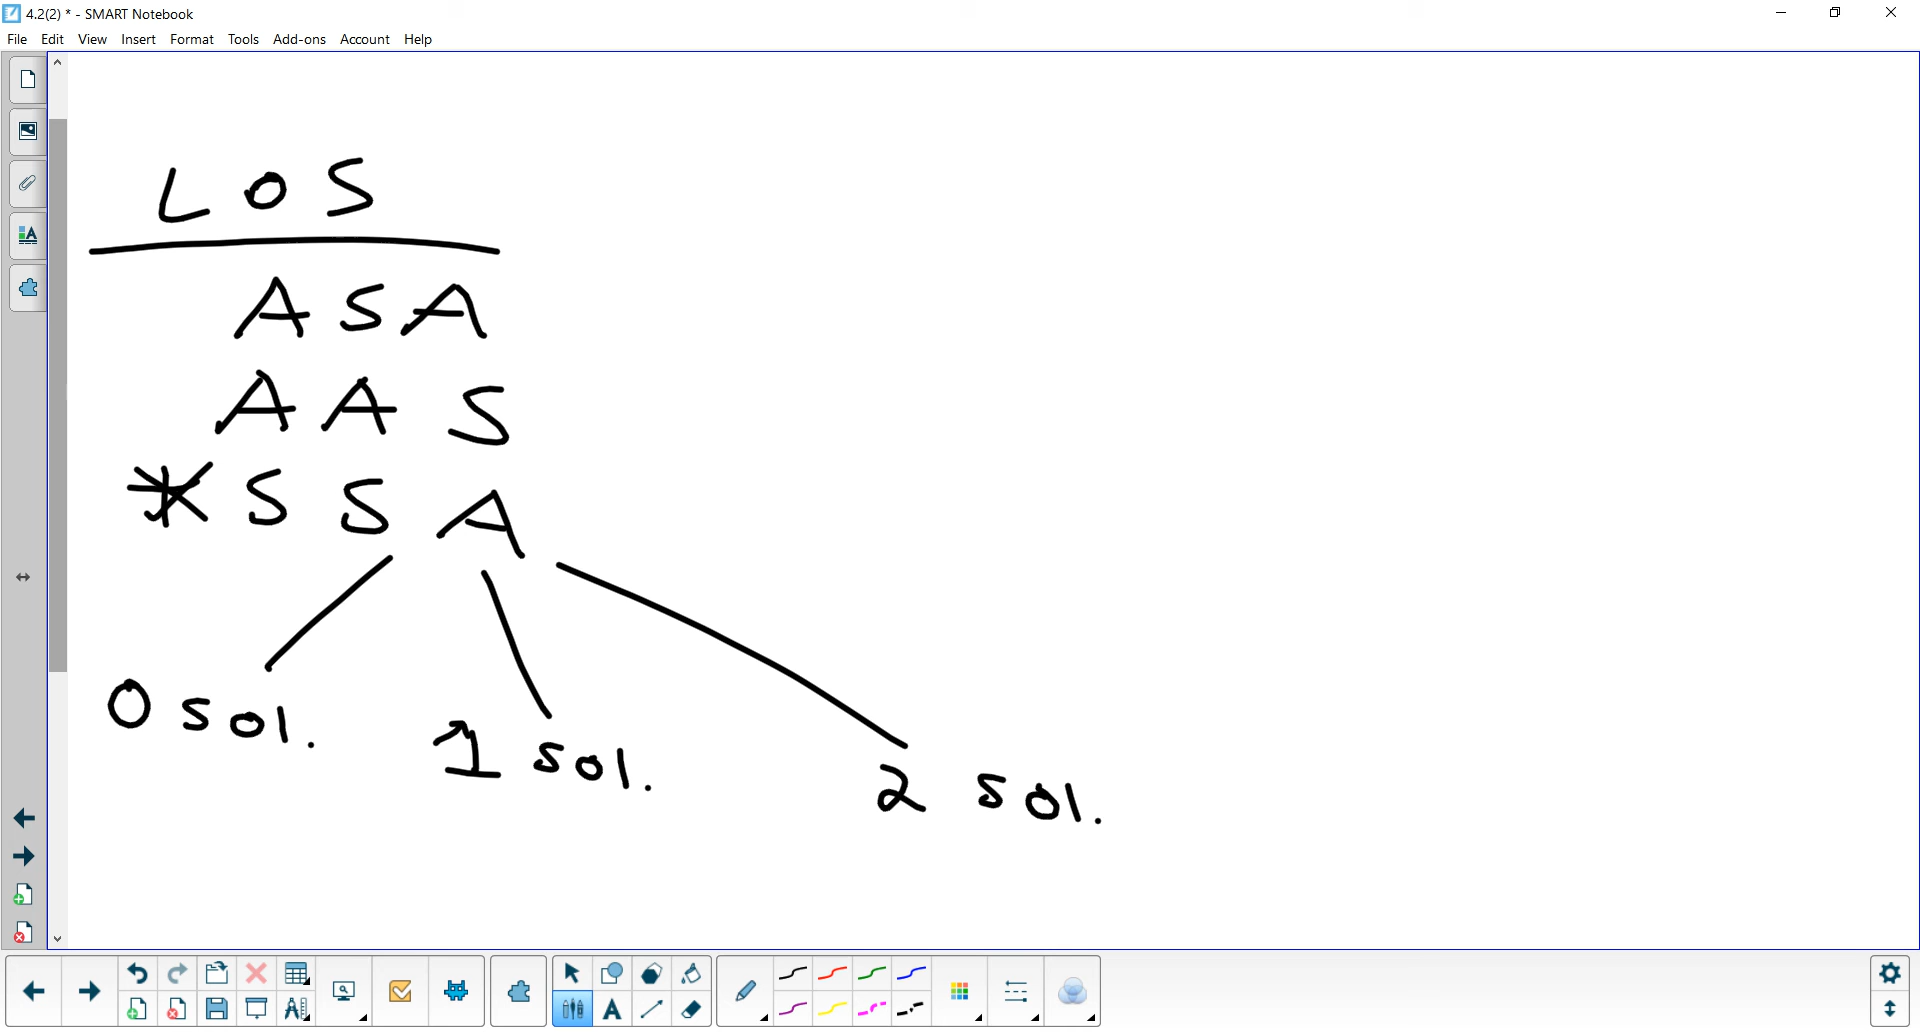 4.2(2) * - SMART Notebook
File Edit View Insert Format Tools Add-ons Account Help
LOS
ASA
AAS
*SSA
0 sol.
1 sol.
2 sol.